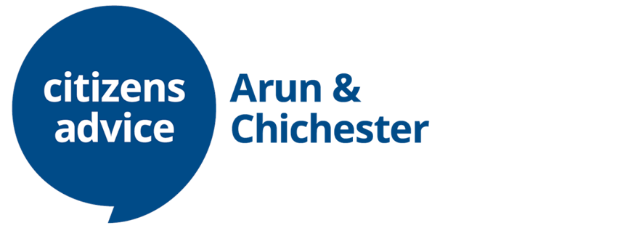 citizens
advice
Arun &
Chichester